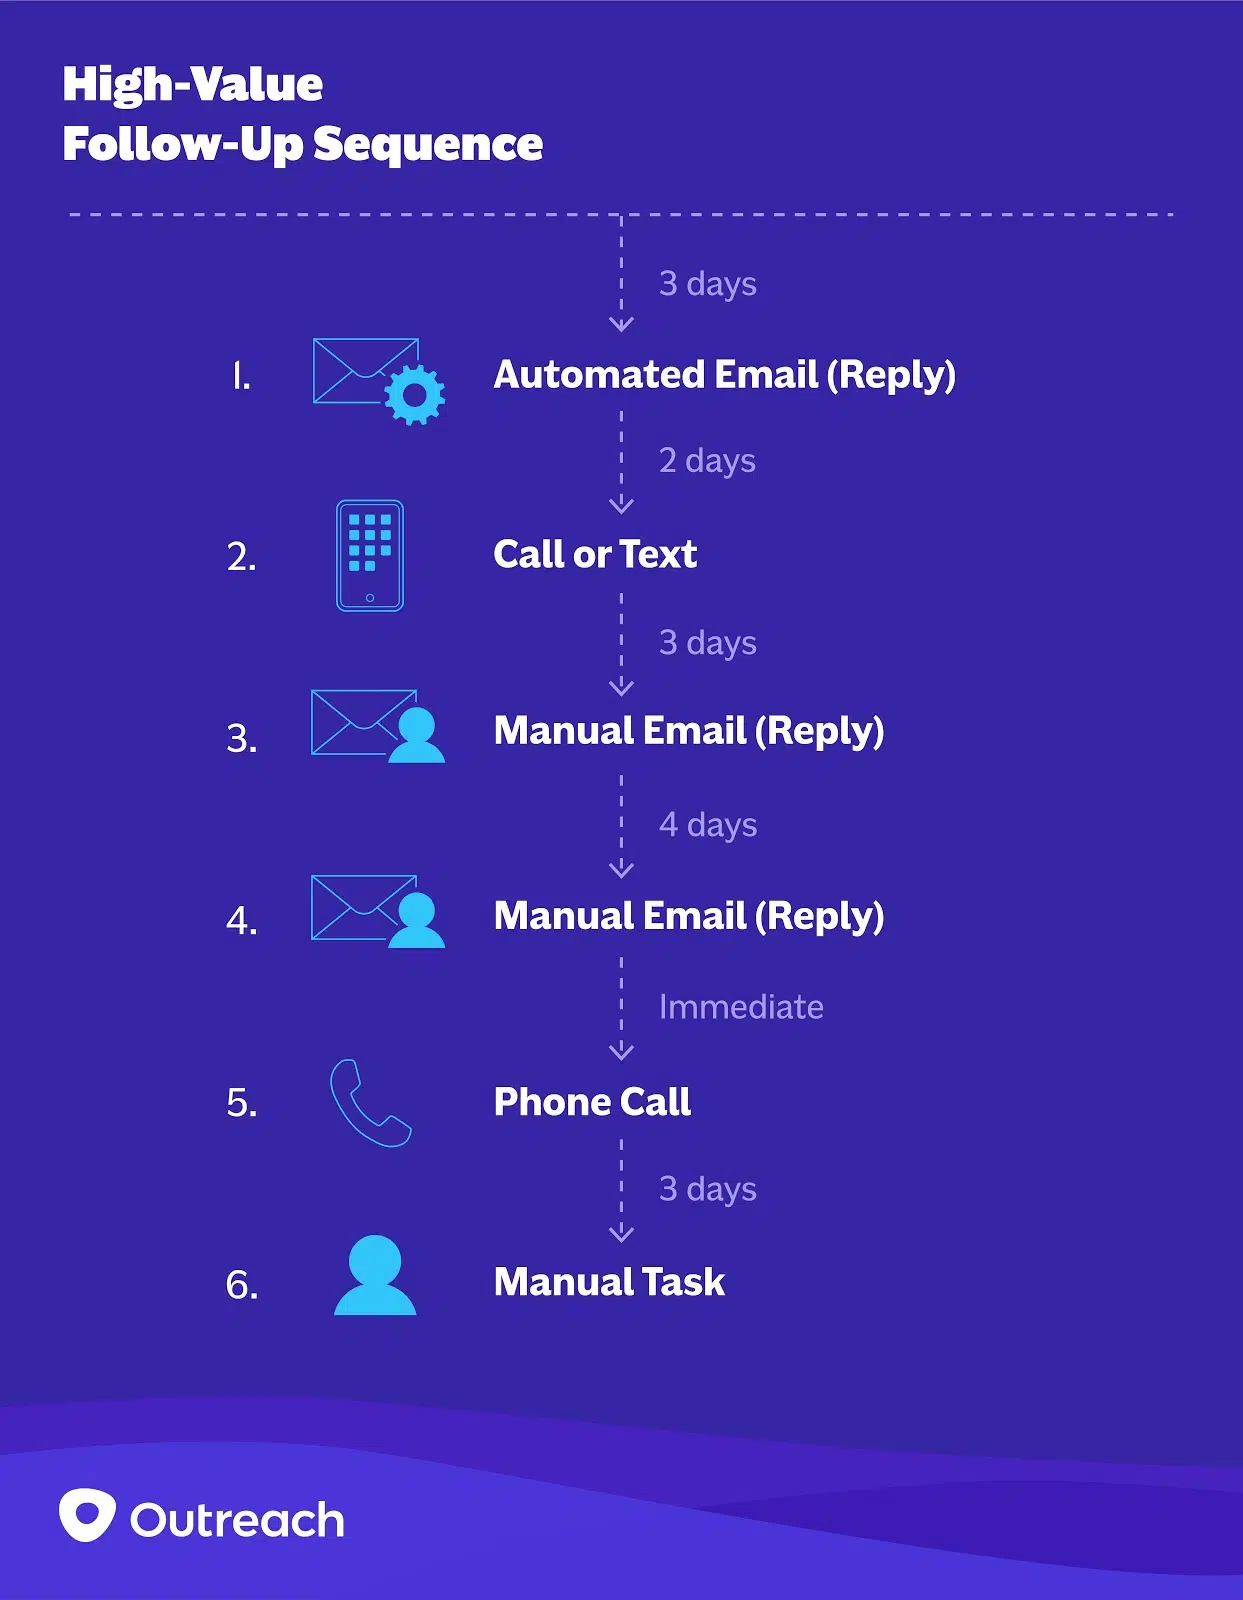 High-Value
Follow-Up Sequence
3 days
1. Automated Email (Reply)
2 days
2. Call or Text
3 days
3. Manual Email (Reply)
4 days
4. Manual Email (Reply)
Immediate
5. Phone Call
3 days
6. Manual Task
Outreach